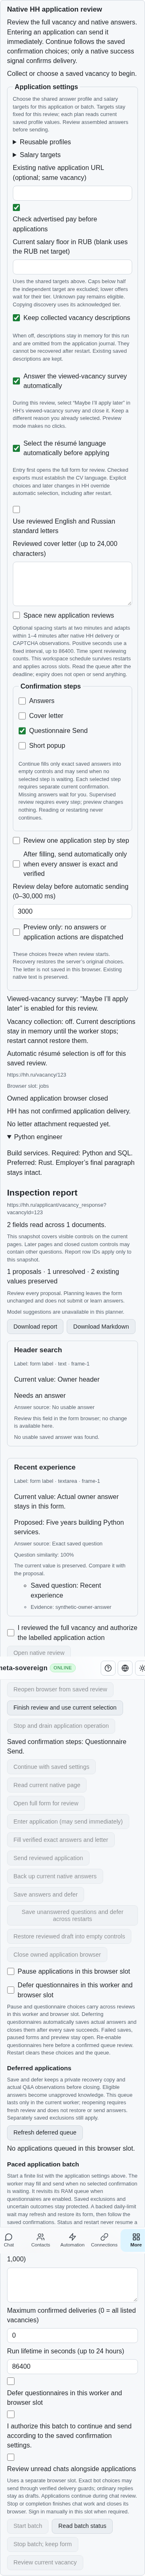 Native HH application review
Review the full vacancy and native answers.
Entering an application can send it
immediately. Continue follows the saved
confirmation choices; only a native success
signal confirms delivery.
Collect or choose a saved vacancy to begin.
Application settings
Choose the shared answer profile and salary
targets for this application or batch. Targets stay
fixed for this review; each plan reads current
saved profile values. Review assembled answers
before sending.
Reusable profiles
Salary targets
Existing native application URL
(optional; same vacancy)
Check advertised pay before
applications
Current salary floor in RUB (blank uses
the RUB net target)
Uses the shared targets above. Caps below half
the independent target are excluded; lower offers
wait for their tier. Unknown pay remains eligible.
Copying discovery uses its acknowledged tier.
Keep collected vacancy descriptions
When off, descriptions stay in memory for this run
and are omitted from the application journal. They
cannot be recovered after restart. Existing saved
descriptions are kept.
Answer the viewed-vacancy survey
automatically
During this review, select “Maybe I’ll apply later” in
HH’s viewed-vacancy survey and close it. Keep a
different reason you already selected. Preview
mode makes no clicks.
Select the résumé language
automatically before applying
Entry first opens the full form for review. Checked
exports must establish the CV language. Explicit
choices and and later choices in HH override
automatic selection, including after restart.
Use reviewed English and Russian
standard letters
Reviewed cover letter (up to 24,000
characters)
Space new application reviews
Optional spacing starts at two minutes and adapts
within 1–4 minutes after native HH delivery or
CAPTCHA observations. Positive seconds use a
fixed interval, up to 86400. Time spent reviewing
counts. This workspace schedule survives restarts
and applies across slots. Read the queue after the
deadline; expiry does not open or send anything.
Confirmation steps
Answers
Cover letter
Questionnaire Send
Short popup
Continue fills only exact saved answers into
empty controls and may send when no
selected step is waiting. Each selected step
requires separate current confirmation.
Missing answers wait for you. Supervised
review requires every step; preview changes
nothing. Reading or restarting never
continues.
Review one application step by step
After filling, send automatically only
when every answer is exact and
verified
Review delay before automatic sending
(0–30,000 ms)
3000
Preview only: no answers or
application actions are dispatched
These choices freeze when review starts.
Recovery restores the server’s original choices.
The letter is not saved in this browser. Existing
native text is preserved.
Viewed-vacancy survey: “Maybe I’ll apply
later” is enabled for this review.
Vacancy collection: off. Current descriptions
stay in memory until the worker stops;
restart cannot restore them.
Automatic résumé selection is off for this
saved review.
https://hh.ru/vacancy/123
Browser slot: jobs
Owned application browser closed
HH has not confirmed application delivery.
No letter attachment requested yet.
Python engineer
Build services. Required: Python and SQL.
Preferred: Rust. Employer’s final paragraph
stays intact.
Inspection report
https://hh.ru/applicant/vacancy_response?
vacancyId=123
2 fields read across 1 documents.
This snapshot covers visible controls on the current
pages. Later pages and closed custom controls may
contain other questions. Report row IDs apply only to
this snapshot.
1 proposals · 1 unresolved · 2 existing
values preserved
Review every proposal. Planning leaves the form
unchanged and does not submit or learn answers.
Model suggestions are unavailable in this planner.
Download report
Download Markdown
Header search
Label: form label · text · frame-1
Current value: Owner header
Needs an answer
Answer source: No usable answer
Review this field in the form browser; no change
is available here.
No usable saved answer was found.
Recent experience
Label: form label · textarea · frame-1
Current value: Actual owner answer
stays in this form.
Proposed: Five years building Python
services.
Answer source: Exact saved question
Question similarity: 100%
The current value is preserved. Compare it with
the proposal.
Saved question: Recent
experience
Evidence: synthetic-owner-answer
I reviewed the full vacancy and authorize
the labelled application action
Open native review
meta-sovereign
ONLINE
Reopen browser from saved review
Finish review and use current selection
Stop and drain application operation
Saved confirmation steps: Questionnaire
Send.
Continue with saved settings
Read current native page
Open full form for review
Enter application (may send immediately)
Fill verified exact answers and letter
Send reviewed application
Back up current native answers
Save answers and defer
Save unanswered questions and defer
across restarts
Restore reviewed draft into empty controls
Close owned application browser
Pause applications in this browser slot
Defer questionnaires in this worker and
browser slot
Pause and questionnaire choices carry across reviews
in this worker and browser slot. Deferring
questionnaires automatically saves actual answers and
closes them after every save succeeds. Failed saves,
paused forms and preview stay open. Re-enable
questionnaires here before a confirmed queue review.
Restart clears these choices and the queue.
Deferred applications
Save and defer keeps a private recovery copy and
actual Q&A observations before closing. Eligible
answers become unapproved knowledge. This queue
lasts only in the current worker; reopening requires
fresh review and does not restore or send answers.
Separately saved exclusions still apply.
Refresh deferred queue
No applications queued in this browser slot.
Paced application batch
Start a finite list with the application settings above. The
worker may fill and send when no selected confirmation
is waiting. It revisits its RAM queue when
questionnaires are enabled. Saved exclusions and
uncertain outcomes stay protected. A backend daily limit
may refresh and retry more than once; captchas follow the
saved confirmations. Status and restart never resume a
Chat
Contacts
Automation
Connections
More
1,000)
Maximum confirmed deliveries (0 = all listed
vacancies)
0
Run lifetime in seconds (up to 24 hours)
86400
Defer questionnaires in this worker and
browser slot
I authorize this batch to continue and send
according to the saved confirmation
settings.
Review unread chats alongside applications
Uses a separate browser slot. Exact bot choices may
send through verified delivery guards; ordinary replies
stay as drafts. Applications continue during chat review.
Stop or completion finishes chat work and closes its
browser. Sign in manually in this slot when required.
Start batch
Read batch status
Stop batch; keep form
Review current vacancy